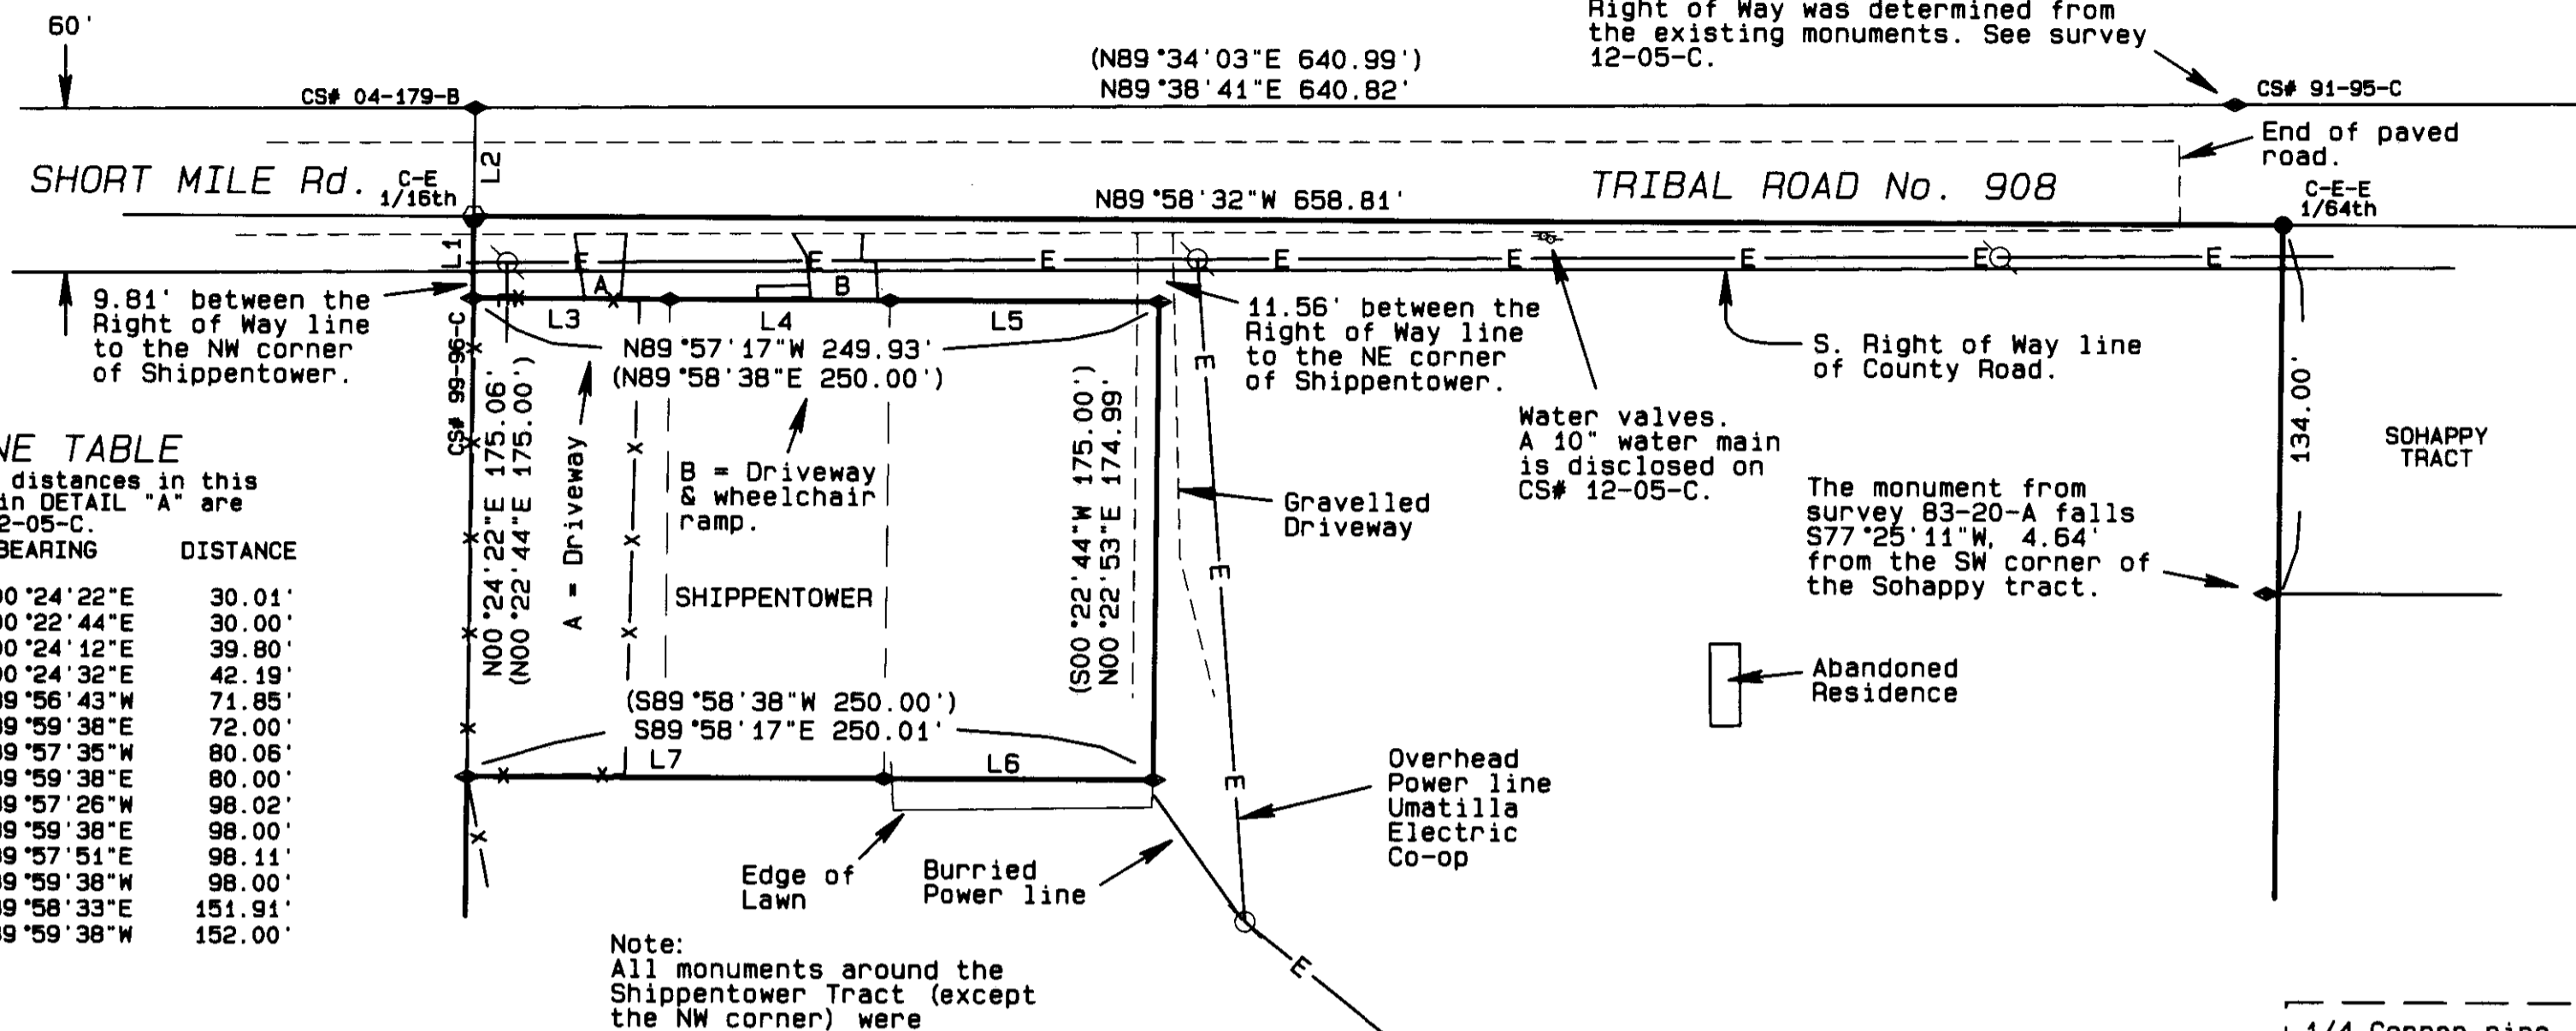 60'
Right of Way was determined from
the existing monuments. See survey
12-05-C.
(N89°34'03"E 640.99')
N89°38'41"E 640.82'
CS# 04-179-B
CS# 91-95-C
End of paved
road.
L2
SHORT MILE Rd.
C-E
1/16th
N89°58'32"W 658.81'
TRIBAL ROAD No. 908
C-E-E
1/64th
L1
E
E
E
E
E
E
E
E
A
B
9.81' between the
Right of Way line
to the NW corner
of Shippentower.
L3
L4
L5
N89°57'17"W 249.93'
(N89°58'38"E 250.00')
11.56' between the
Right of Way line
to the NE corner
of Shippentower.
S. Right of Way line
of County Road.
CS# 99-96-C
N00°24'22"E 175.06'
(N00°22'44"E 175.00')
A = Driveway
B = Driveway
& wheelchair
ramp.
(S00°22'44"W 175.00')
N00°22'53"E 174.99'
E
E
E
E
Gravelled
Driveway
Water valves.
A 10" water main
is disclosed on
CS# 12-05-C.
134.00'
SOHAPPY
TRACT
The monument from
survey 83-20-A falls
S77°25'11"W, 4.64'
from the SW corner of
the Sohappy tract.
SHIPPENTOWER
Abandoned
Residence
(S89°58'38"W 250.00')
S89°58'17"E 250.01'
L7
L6
Overhead
Power line
Umatilla
Electric
Co-op
Edge of
Lawn
Burried
Power line
Note:
All monuments around the
Shippentower Tract (except
the NW corner) were
NE TABLE
distances in this
in DETAIL "A" are
2-05-C.
BEARING DISTANCE
00°24'22"E 30.01'
00°22'44"E 30.00'
00°24'12"E 39.80'
00°24'32"E 42.19'
89°56'43"W 71.85'
89°59'38"E 72.00'
89°57'35"W 80.06'
89°59'38"E 80.00'
89°57'26"W 98.02'
89°59'38"E 98.00'
89°57'51"E 98.11'
89°59'38"W 98.00'
89°58'33"E 151.91'
89°59'38"W 152.00'